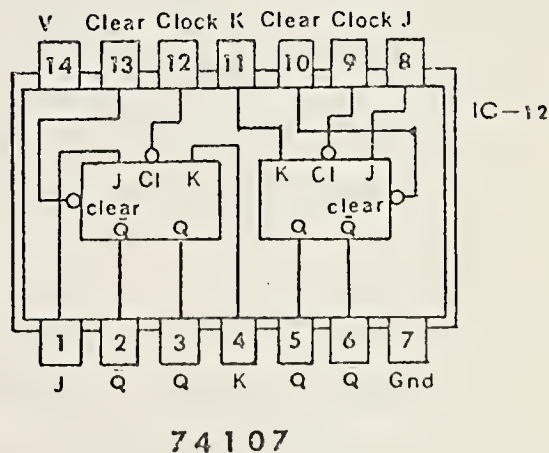 V Clear Clock K Clear Clock J
14 13 12 11 10 9 8
IC-12
J Cl K K Cl J
clear clear
Q̄ Q Q Q̄
1 2 3 4 5 6 7
J Q̄ Q K Q Q̄ Gnd
74107